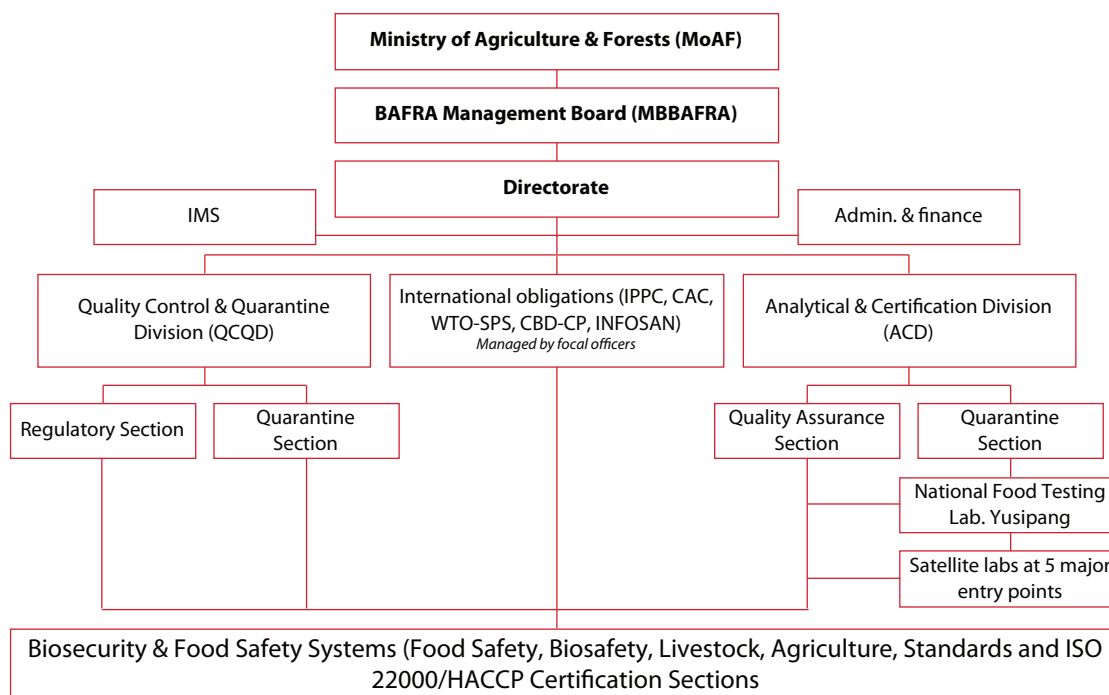 Ministry of Agriculture & Forests (MoAF)
BAFRA Management Board (MBBAFRA)
Directorate
IMS
Admin. & finance
Quality Control & Quarantine
Division (QCQD)
International obligations (IPPC, CAC,
WTO-SPS, CBD-CP, INFOSAN)
Managed by focal officers
Analytical & Certification Division
(ACD)
Regulatory Section
Quarantine
Section
Quality Assurance
Section
Quarantine
Section
National Food Testing
Lab. Yusipang
Satellite labs at 5 major
entry points
Biosecurity & Food Safety Systems (Food Safety, Biosafety, Livestock, Agriculture, Standards and ISO
22000/HACCP Certification Sections